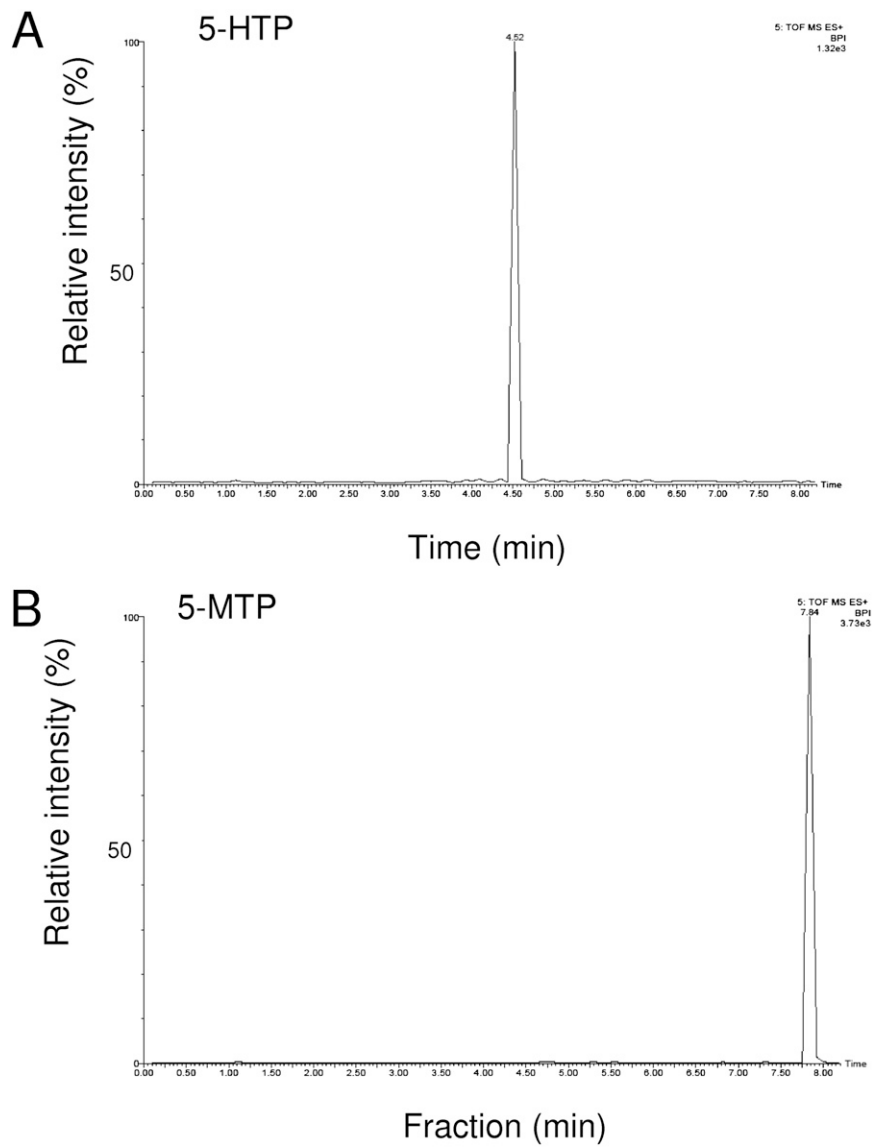 A
5-HTP
5: TOF MS ES+
BPI
1.32e3
4.52
100
Relative intensity (%)
50
0
0.00 0.50 1.00 1.50 2.00 2.50 3.00 3.50 4.00 4.50 5.00 5.50 6.00 6.50 7.00 7.50 8.00 Time
Time (min)
B
5-MTP
5: TOF MS ES+
7.84 BPI
3.73e3
100
Relative intensity (%)
50
0
0.00 0.50 1.00 1.50 2.00 2.50 3.00 3.50 4.00 4.50 5.00 5.50 6.00 6.50 7.00 7.50 8.00 Time
Fraction (min)